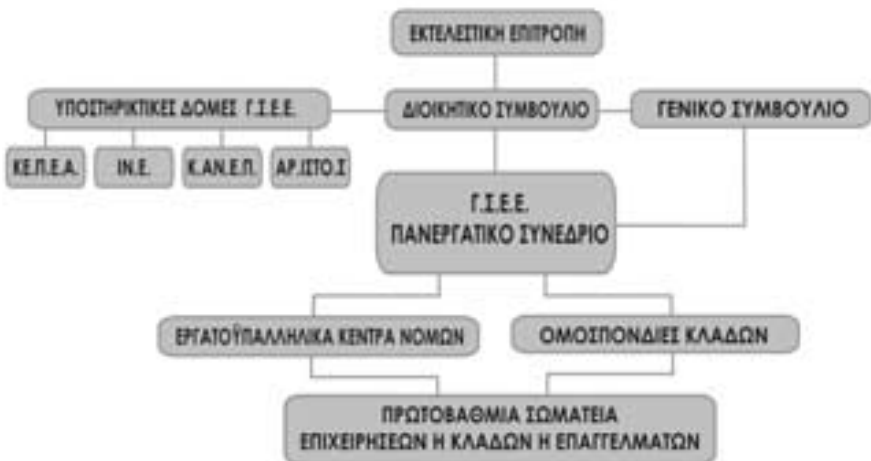 ΕΚΤΕΛΕΣΤΙΚΗ ΕΠΙΤΡΟΠΗ
ΥΠΟΣΤΗΡΙΚΤΙΚΕΣ ΔΟΜΕΣ Γ.Σ.Ε.Ε.
ΔΙΟΙΚΗΤΙΚΟ ΣΥΜΒΟΥΛΙΟ
ΓΕΝΙΚΟ ΣΥΜΒΟΥΛΙΟ
ΚΕ.Π.Ε.Α.
ΙΝ.Ε.
Κ.ΑΝ.Ε.Π.
ΑΡ.ΙΣΤΟ.Σ
Γ.Σ.Ε.Ε.
ΠΑΝΕΡΓΑΤΙΚΟ ΣΥΝΕΔΡΙΟ
ΕΡΓΑΤΟΫΠΑΛΛΗΛΙΚΑ ΚΕΝΤΡΑ ΝΟΜΩΝ
ΟΜΟΣΠΟΝΔΙΕΣ ΚΛΑΔΩΝ
ΠΡΩΤΟΒΑΘΜΙΑ ΣΩΜΑΤΕΙΑ
ΕΠΙΧΕΙΡΗΣΕΩΝ Η ΚΛΑΔΩΝ Η ΕΠΑΓΓΕΛΜΑΤΩΝ